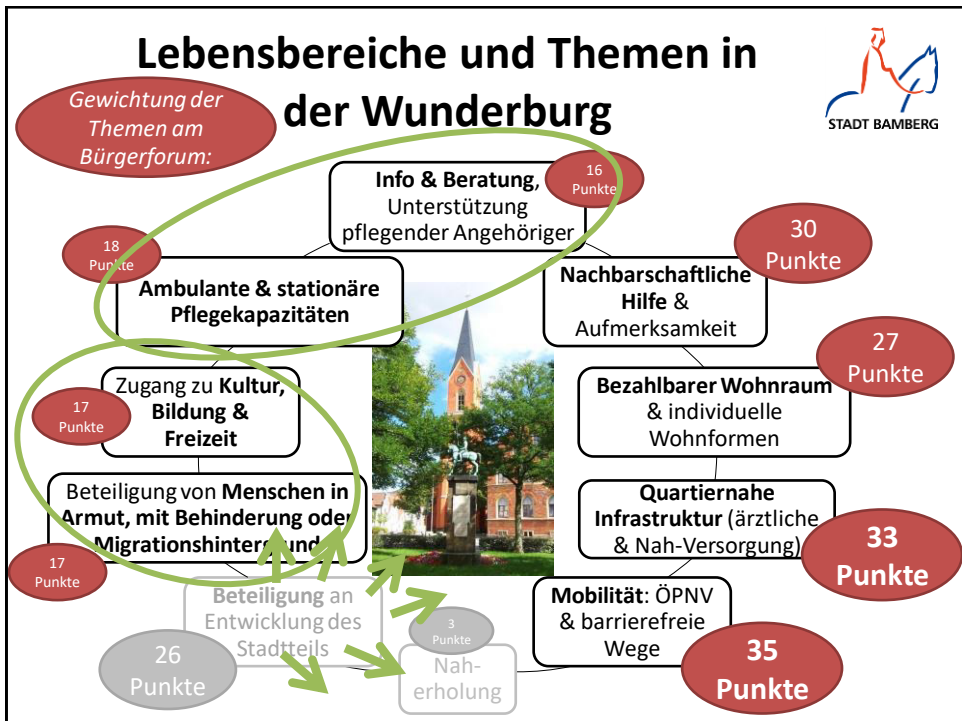 Lebensbereiche und Themen in
der Wunderburg
Gewichtung der
Themen am
Bürgerforum:
STADT BAMBERG
Info & Beratung,
Unterstützung
pflegender Angehöriger
16
Punkte
30
Punkte
Nachbarschaftliche
Hilfe &
Aufmerksamkeit
27
Punkte
Bezahlbarer Wohnraum
& individuelle
Wohnformen
Quartiernahe
Infrastruktur (ärztliche
& Nah-Versorgung)
33
Punkte
Mobilität: ÖPNV
& barrierefreie
Wege
35
Punkte
3
Punkte
Nah-
erholung
Beteiligung an
Entwicklung des
Stadtteils
26
Punkte
Beteiligung von Menschen in
Armut, mit Behinderung oder
Migrationshintergrund
17
Punkte
Zugang zu Kultur,
Bildung &
Freizeit
17
Punkte
Ambulante & stationäre
Pflegekapazitäten
18
Punkte